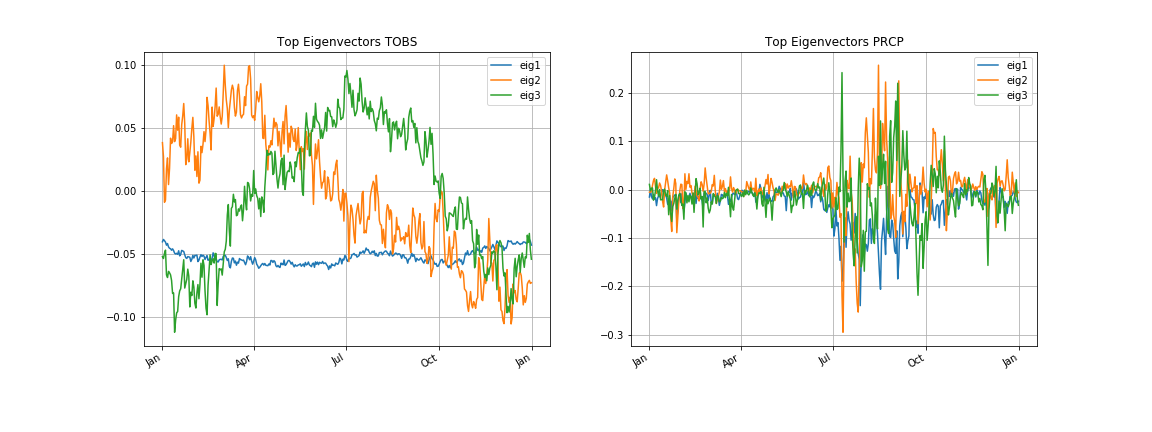 Top Eigenvectors TOBS
eig1
eig2
eig3
0.10
0.05
0.00
−0.05
−0.10
Jan
Apr
Jul
Oct
Jan
Top Eigenvectors PRCP
eig1
eig2
eig3
0.2
0.1
0.0
−0.1
−0.2
−0.3
Jan
Apr
Jul
Oct
Jan